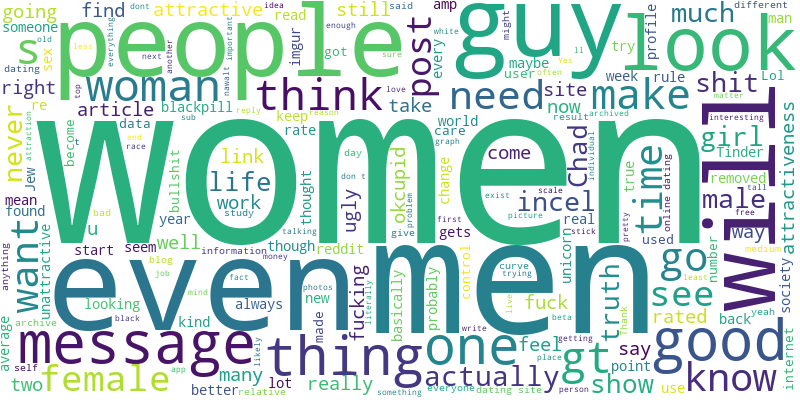 women
people
guy
look
men
even
will
good
think
thing
message
woman
need
make
post
one
female
want
time
know
see
go
life
Chad
incel
male
girl
shit
truth
actually
gt
show
never
s
attractive
right
article
link
work
still
much
find
going
someone
read
imgur
take
site
now
come
ugly
okcupid
fucking
fuck
feel
say
way
rated
unicorn
attractiveness
society
internet
removed
finder
true
real
used
back
point
use
number
online dating
tall
free
pretty
yeah
medium
least
Thank
getting
curve
trying
beta
place
person
everyone
dating site
something
write
live
control
change
gets
first
picture
scale
exist
stick
individual
result
archived
interesting
matter
world
care
graph
give
problem
reddit
thought
though
day
don t
talking
always
new
made
basically
probably
literally
photos
money
information
fact
mind
job
blog
year
study
seem
start
well
kind
looking
many
lot
really
better
two
self
average
archive
unattractive
found
mean
anything
u
Jew
re
become
data
blackpill
bullshit
rate
keep
reason
reply
sub
race
end
bad
black
likely
relative
app
attraction
t
top
dating
old
sex
dont
less
everything
next
another
nawalt
important
idea
got
sure
love
enough
said
white
every
amp
user
maybe
might
try
profile
week
rule
ll
Yes
often
different
man
Lol